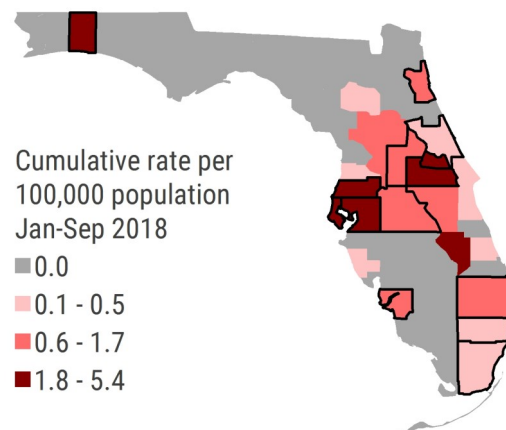 Cumulative rate per
100,000 population
Jan-Sep 2018
0.0
0.1 - 0.5
0.6 - 1.7
1.8 - 5.4